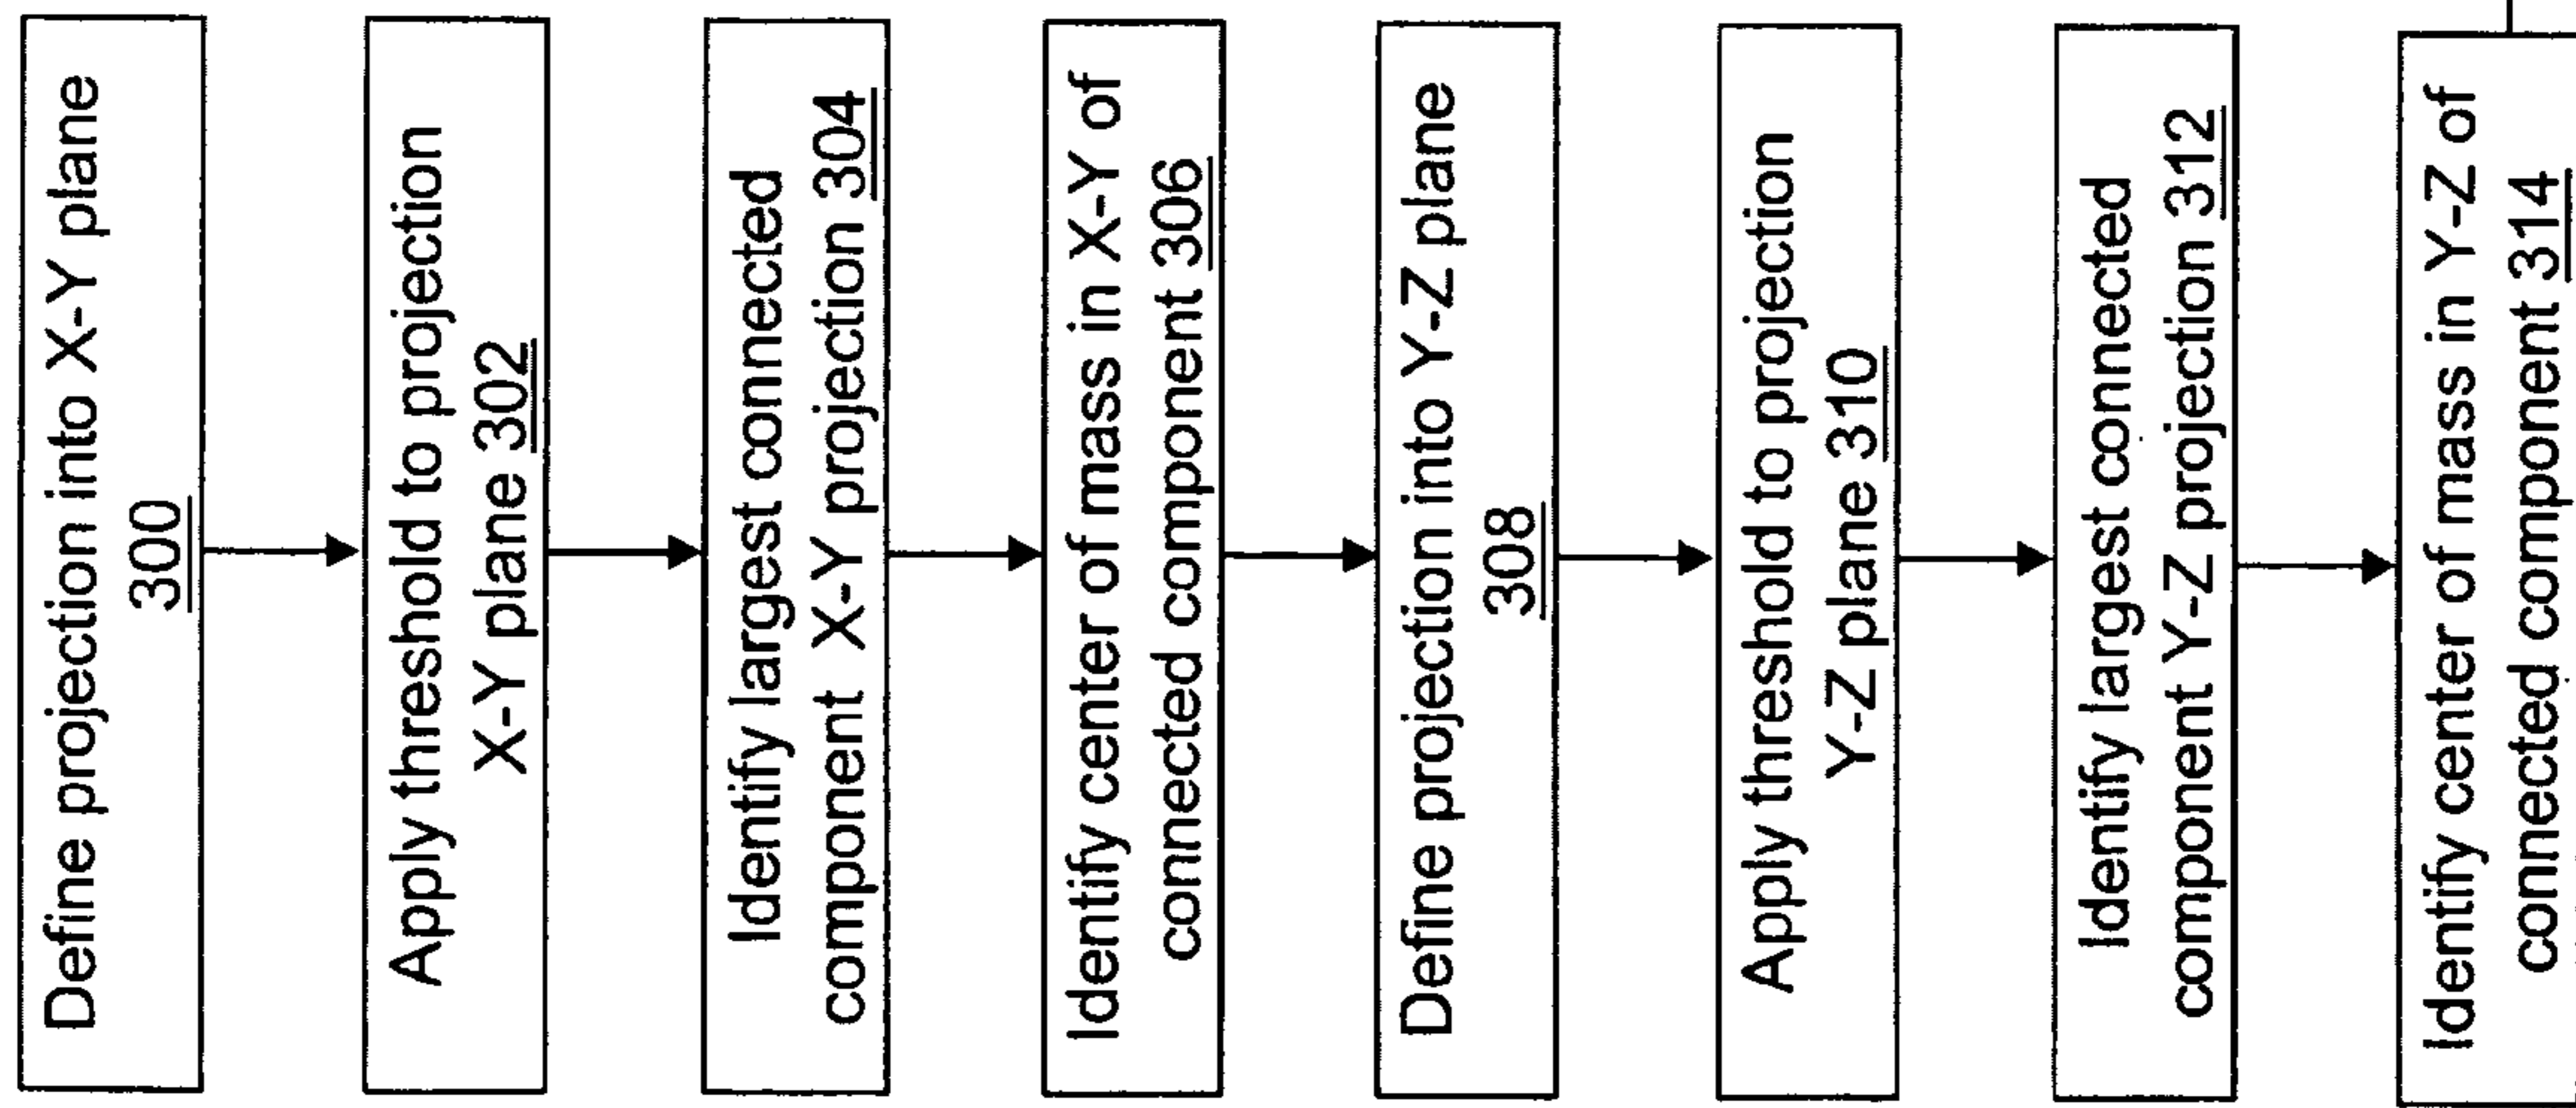 Define projection into X-Y plane
300
Apply threshold to projection
X-Y plane 302
Identify largest connected
component X-Y projection 304
Identify center of mass in X-Y of
connected component 306
Define projection into Y-Z plane
308
Apply threshold to projection
Y-Z plane 310
Identify largest connected
component Y-Z projection 312
Identify center of mass in Y-Z of
connected component 314